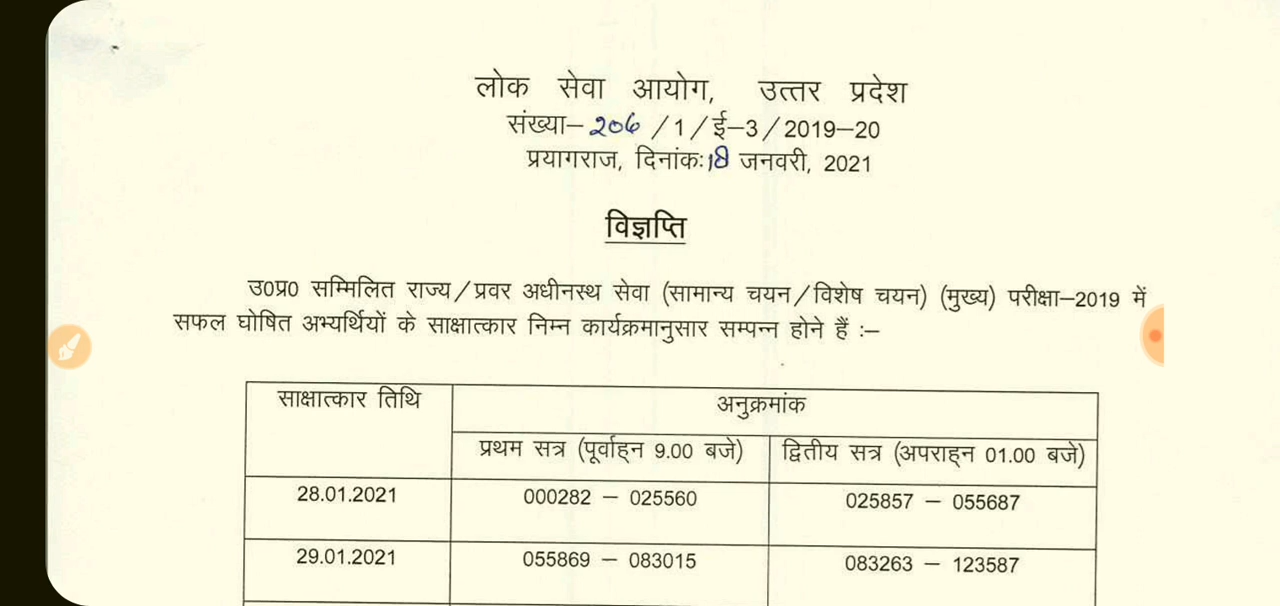 लोक सेवा आयोग, उत्तर प्रदेश
संख्या–206/1/ई–3/2019–20
प्रयागराज, दिनांकः18 जनवरी, 2021
विज्ञप्ति
उ0प्र0 सम्मिलित राज्य/प्रवर अधीनस्थ सेवा (सामान्य चयन/विशेष चयन) (मुख्य) परीक्षा–2019 में
सफल घोषित अभ्यर्थियों के साक्षात्कार निम्न कार्यक्रमानुसार सम्पन्न होने हैं :–
साक्षात्कार तिथि अनुक्रमांक
प्रथम सत्र (पूर्वाह्न 9.00 बजे) द्वितीय सत्र (अपराह्न 01.00 बजे)
28.01.2021 000282 – 025560 025857 – 055687
29.01.2021 055869 – 083015 083263 – 123587